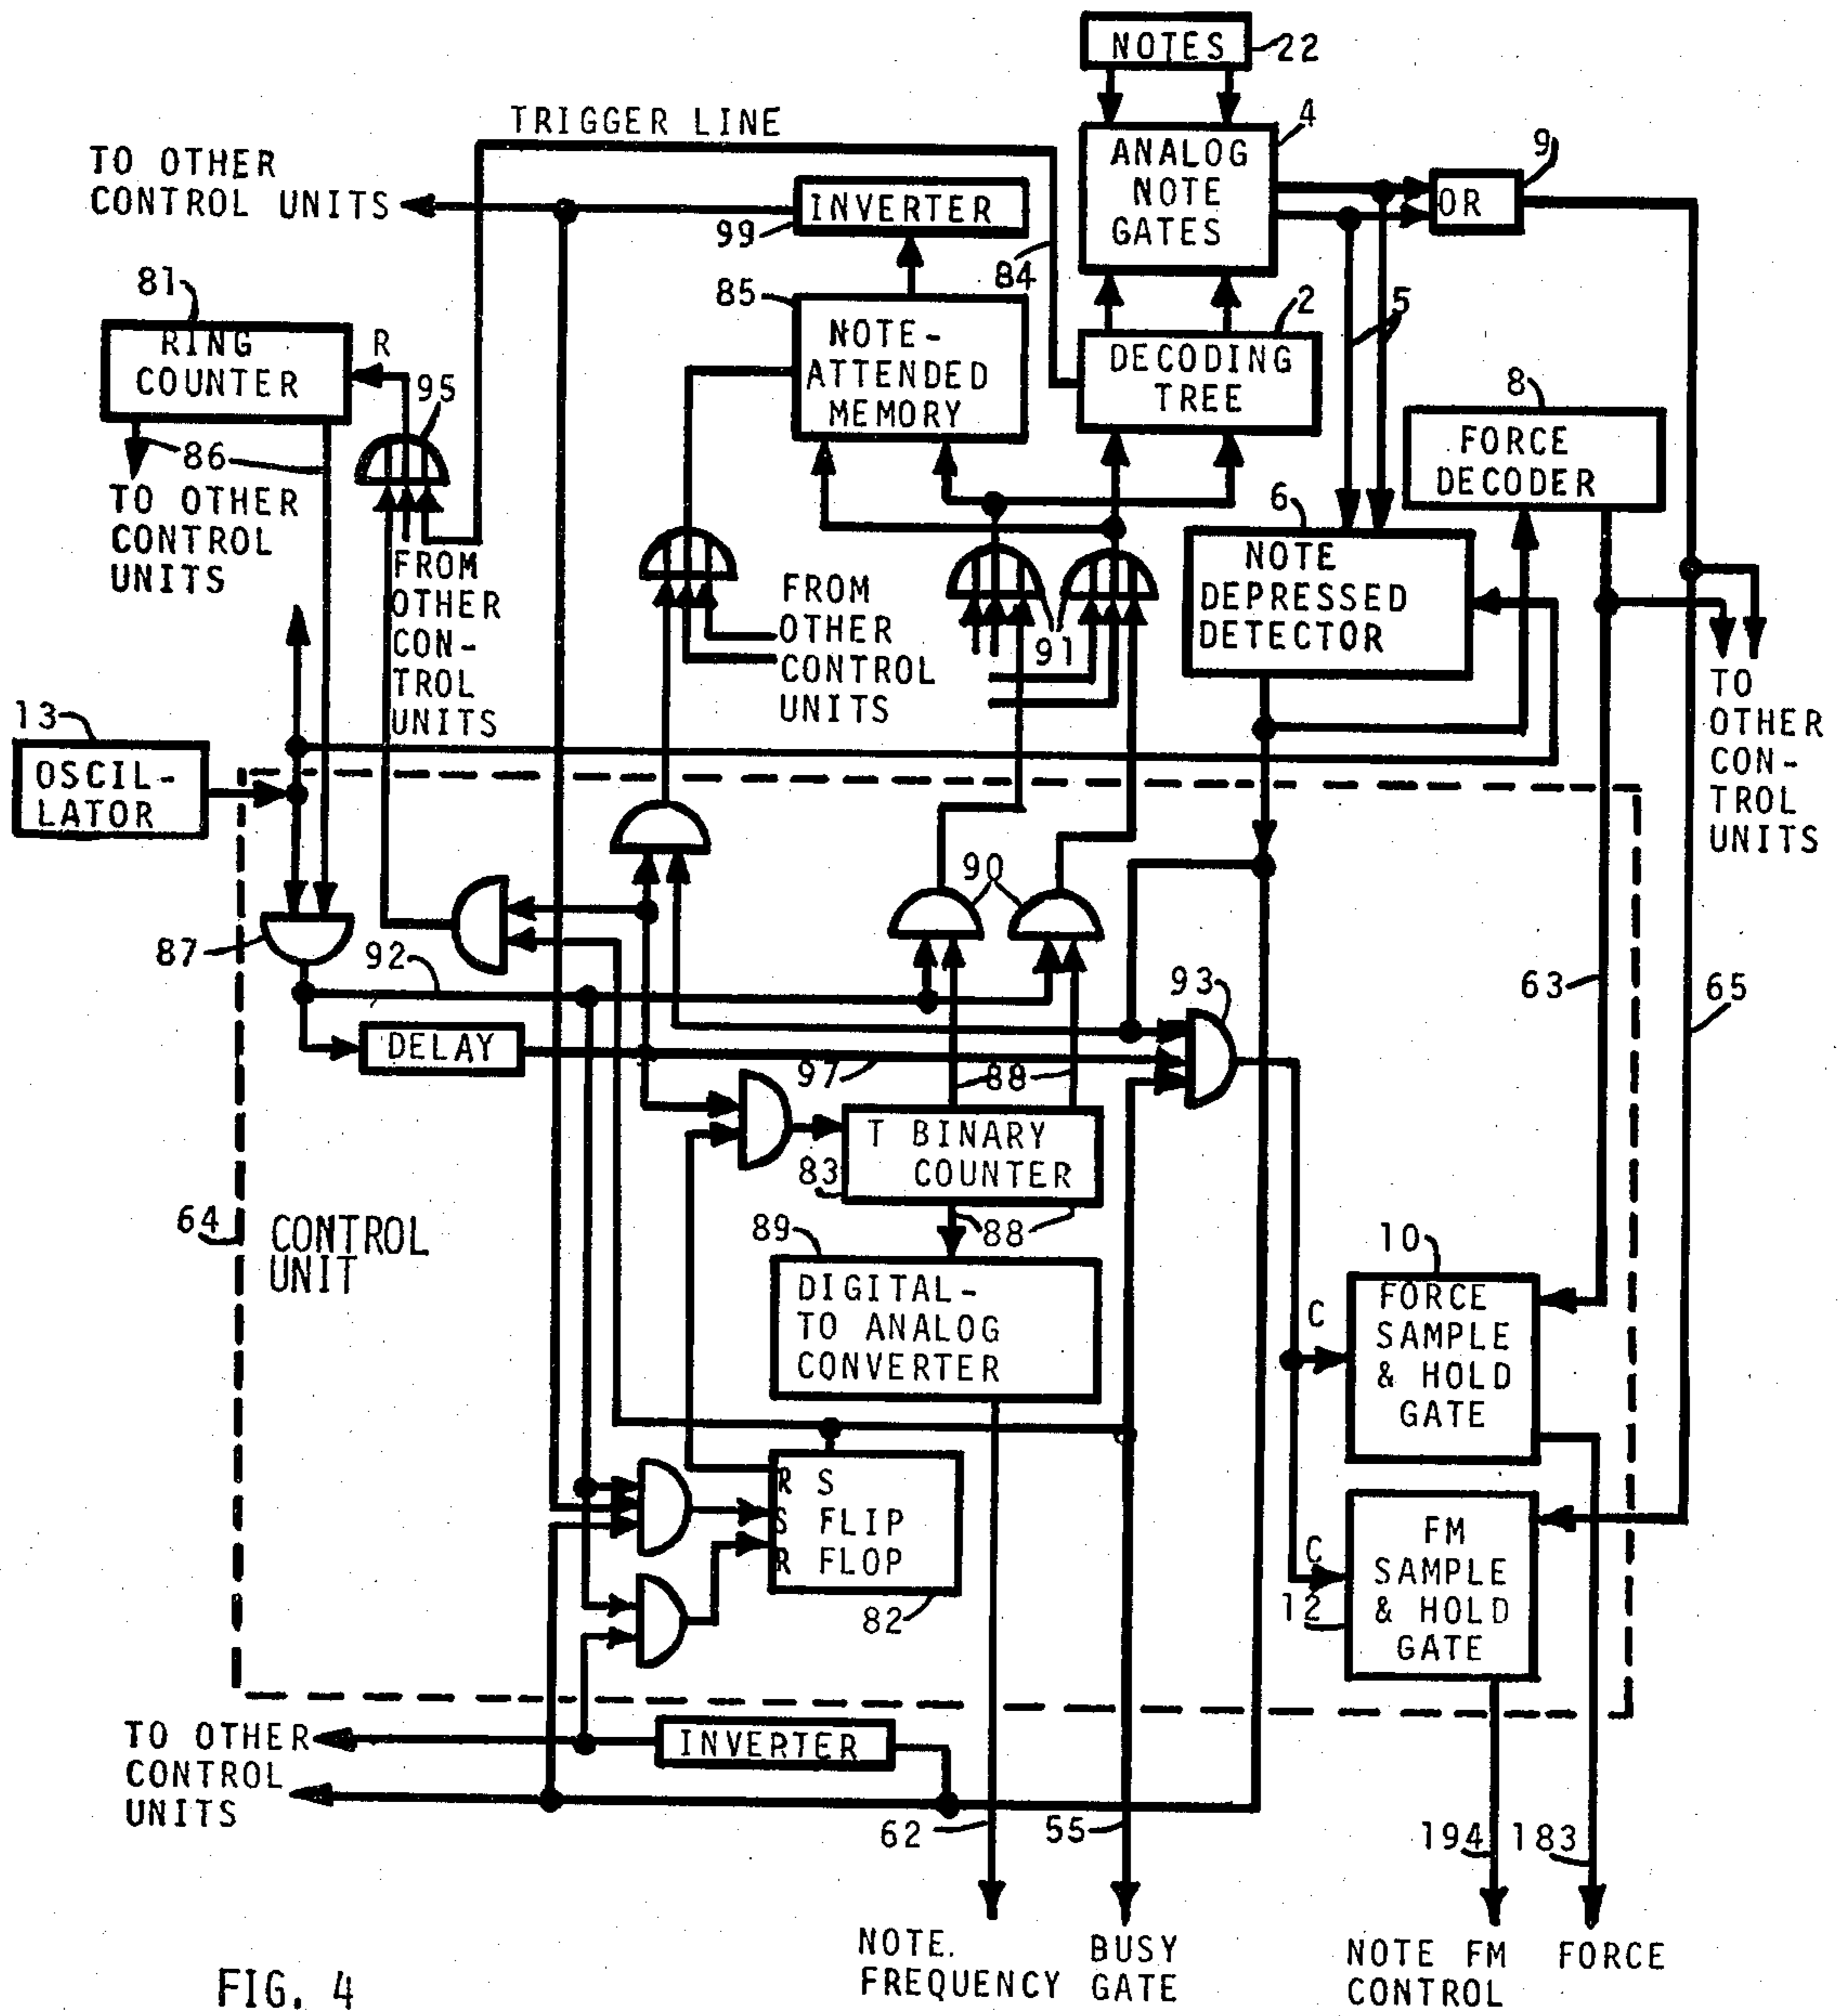 NOTES
22
TRIGGER LINE
4
ANALOG
NOTE
GATES
9
OR
TO OTHER
CONTROL UNITS
INVERTER
99
84
81
RING
COUNTER
R
95
85
NOTE-
ATTENDED
MEMORY
2
DECODING
TREE
5
8
FORCE
DECODER
86
TO OTHER
CONTROL
UNITS
FROM
OTHER
CON-
TROL
UNITS
FROM
OTHER
CONTROL
UNITS
91
6
NOTE
DEPRESSED
DETECTOR
TO
OTHER
CON-
TROL
UNITS
13
OSCIL-
LATOR
87
92
90
93
63
65
DELAY
97
88
T BINARY
COUNTER
83
64
CONTROL
UNIT
88
89
DIGITAL-
TO ANALOG
CONVERTER
10
FORCE
SAMPLE
& HOLD
GATE
C
R S
S FLIP
R FLOP
82
C
12
FM
SAMPLE
& HOLD
GATE
TO OTHER
CONTROL
UNITS
INVERTER
62
55
194
183
NOTE.
FREQUENCY
BUSY
GATE
NOTE FM
CONTROL
FORCE
FIG. 4